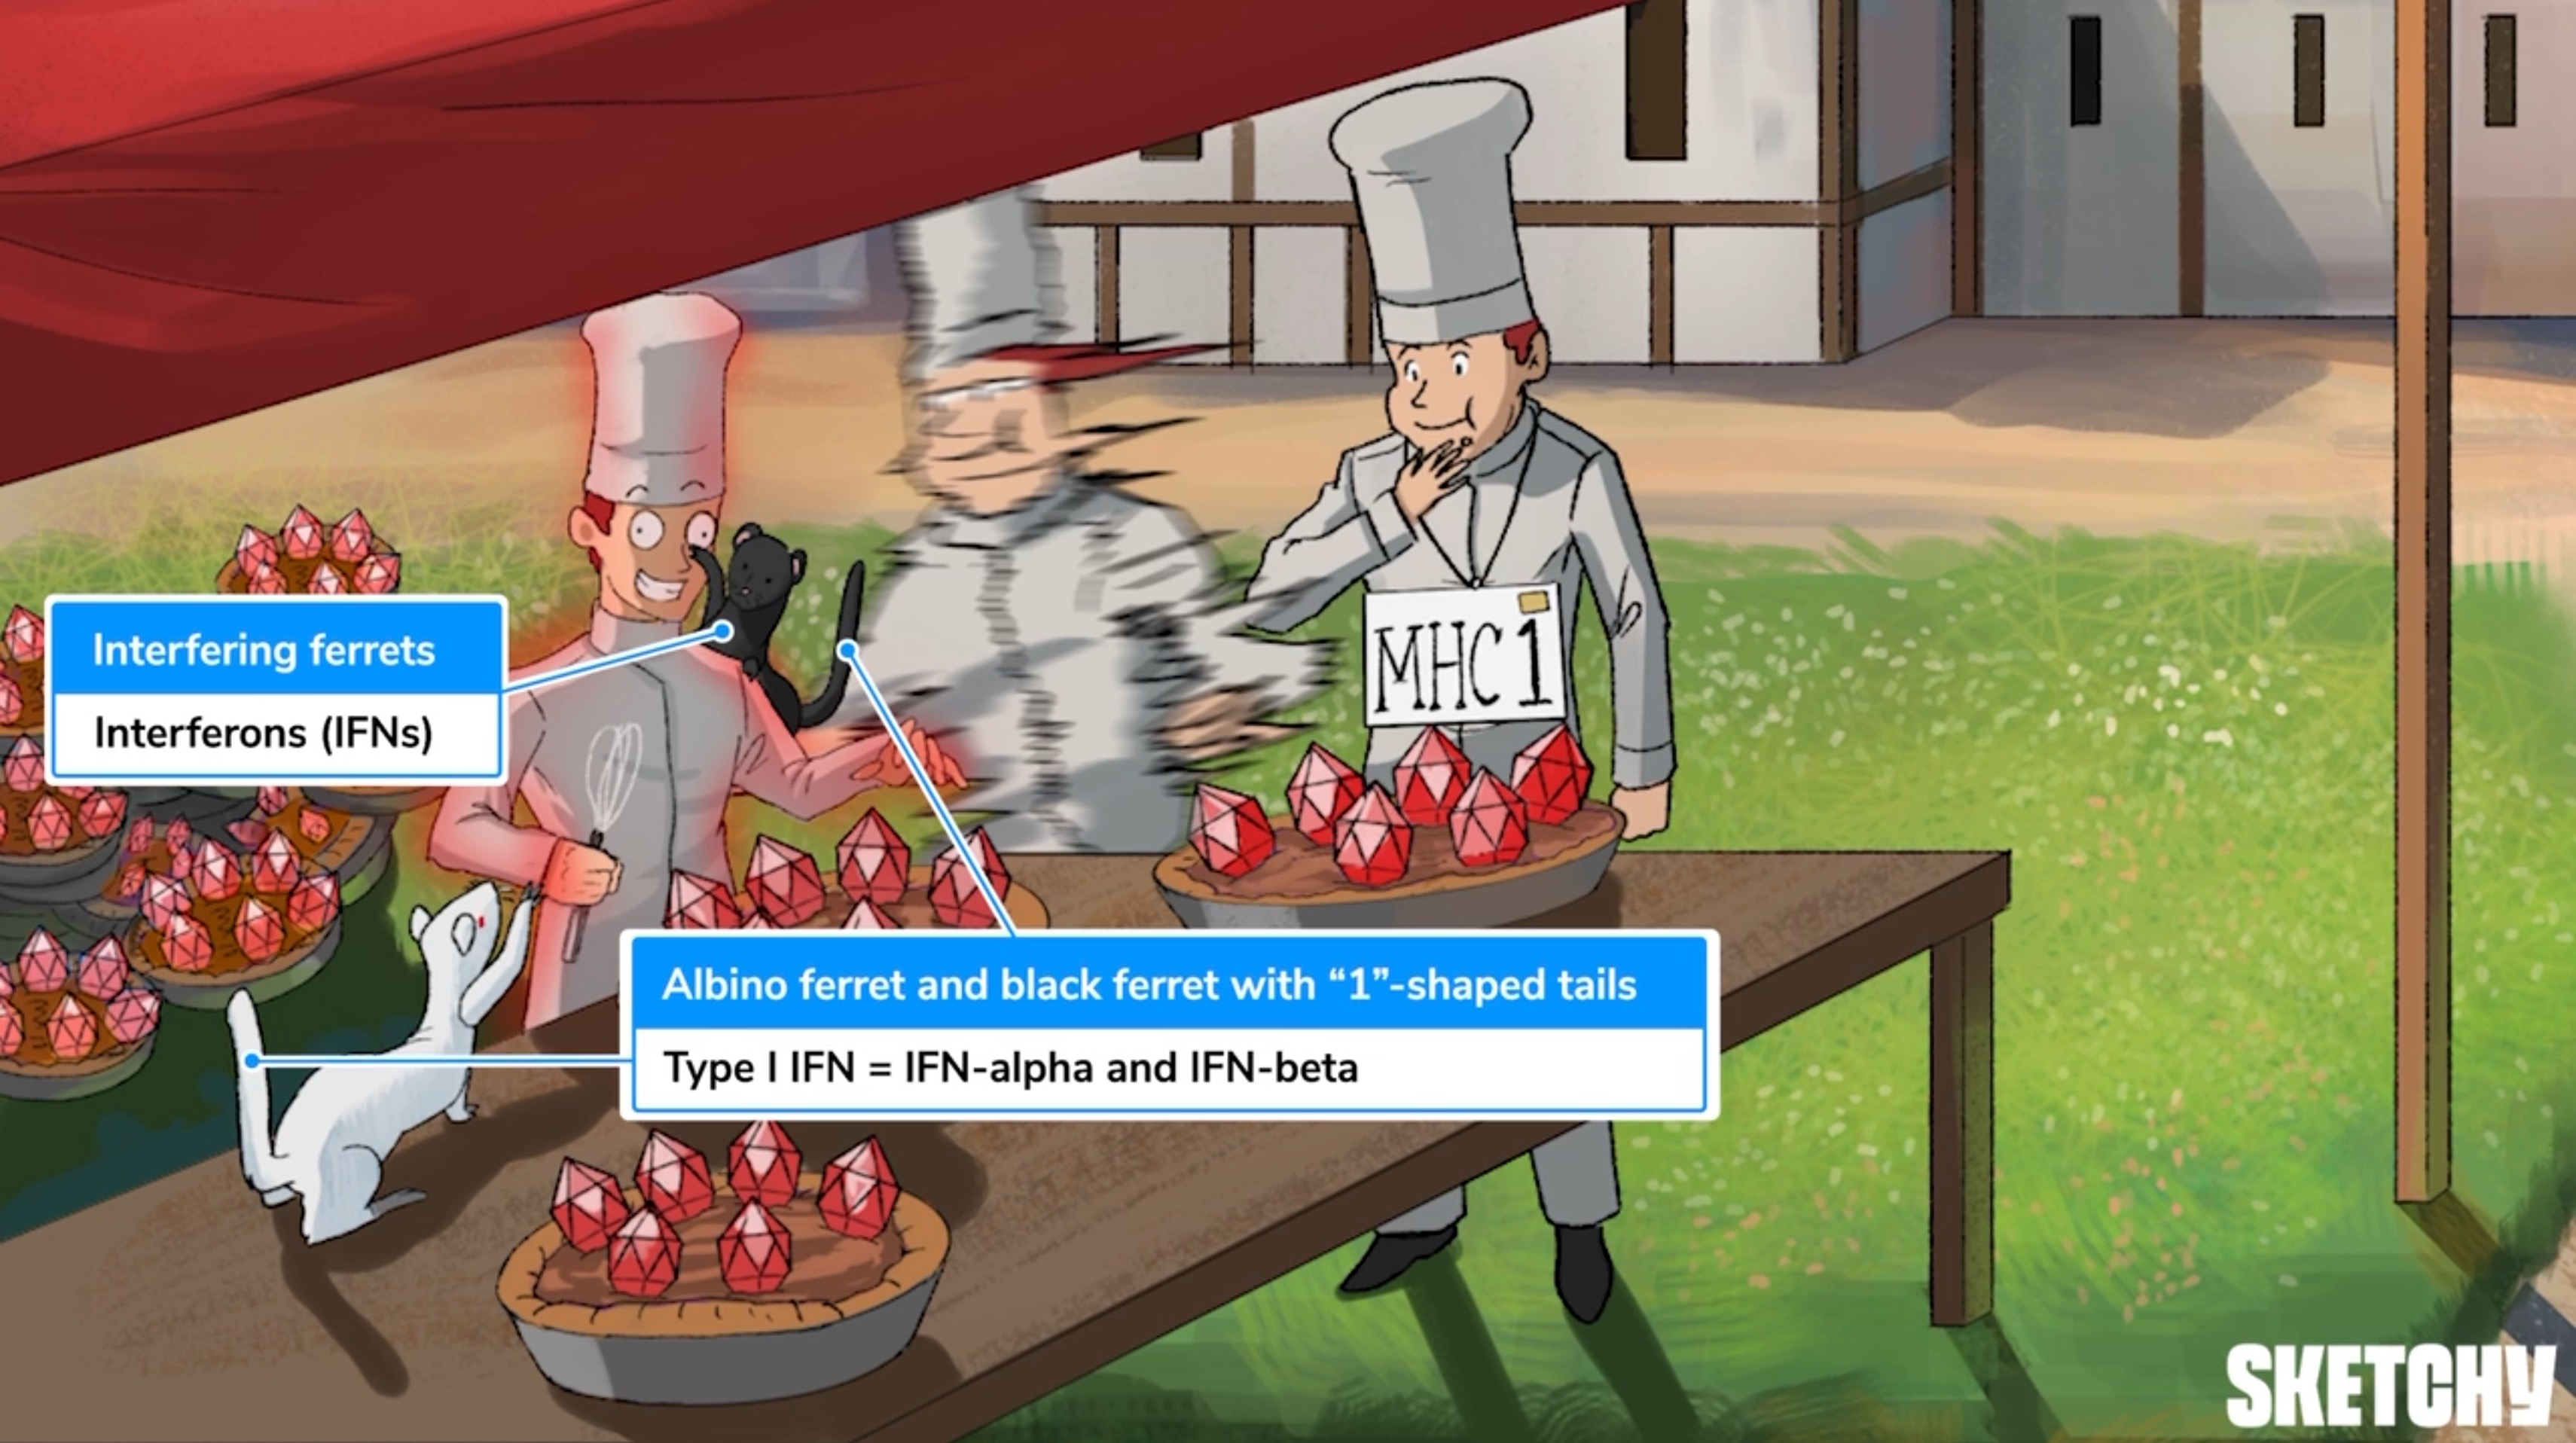 MHC 1
Interfering ferrets
Interferons (IFNs)
Albino ferret and black ferret with “1”-shaped tails
Type I IFN = IFN-alpha and IFN-beta
SKETCHY